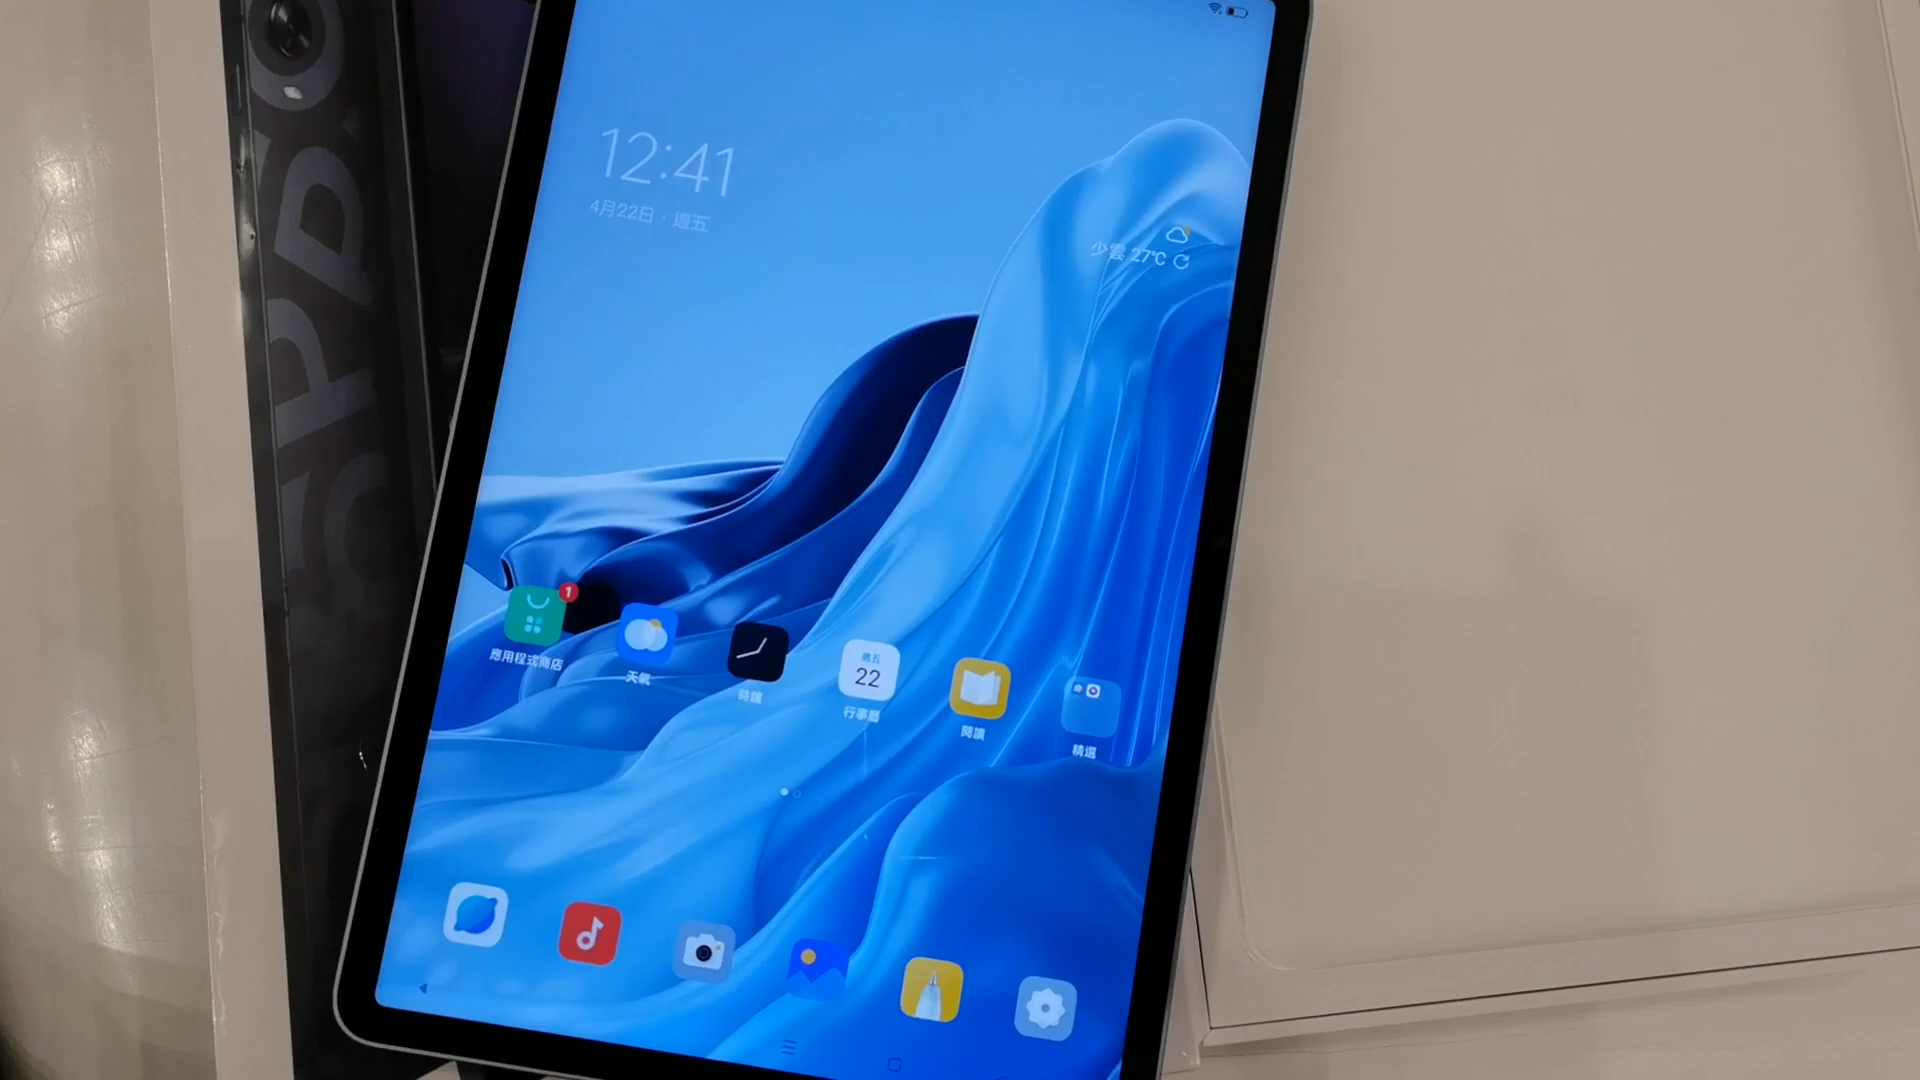 OPPO
12:41
4月22日・週五
少雲 27°C
1
應用程式商店
天氣
時鐘
週五
22
行事曆
閱讀
精選